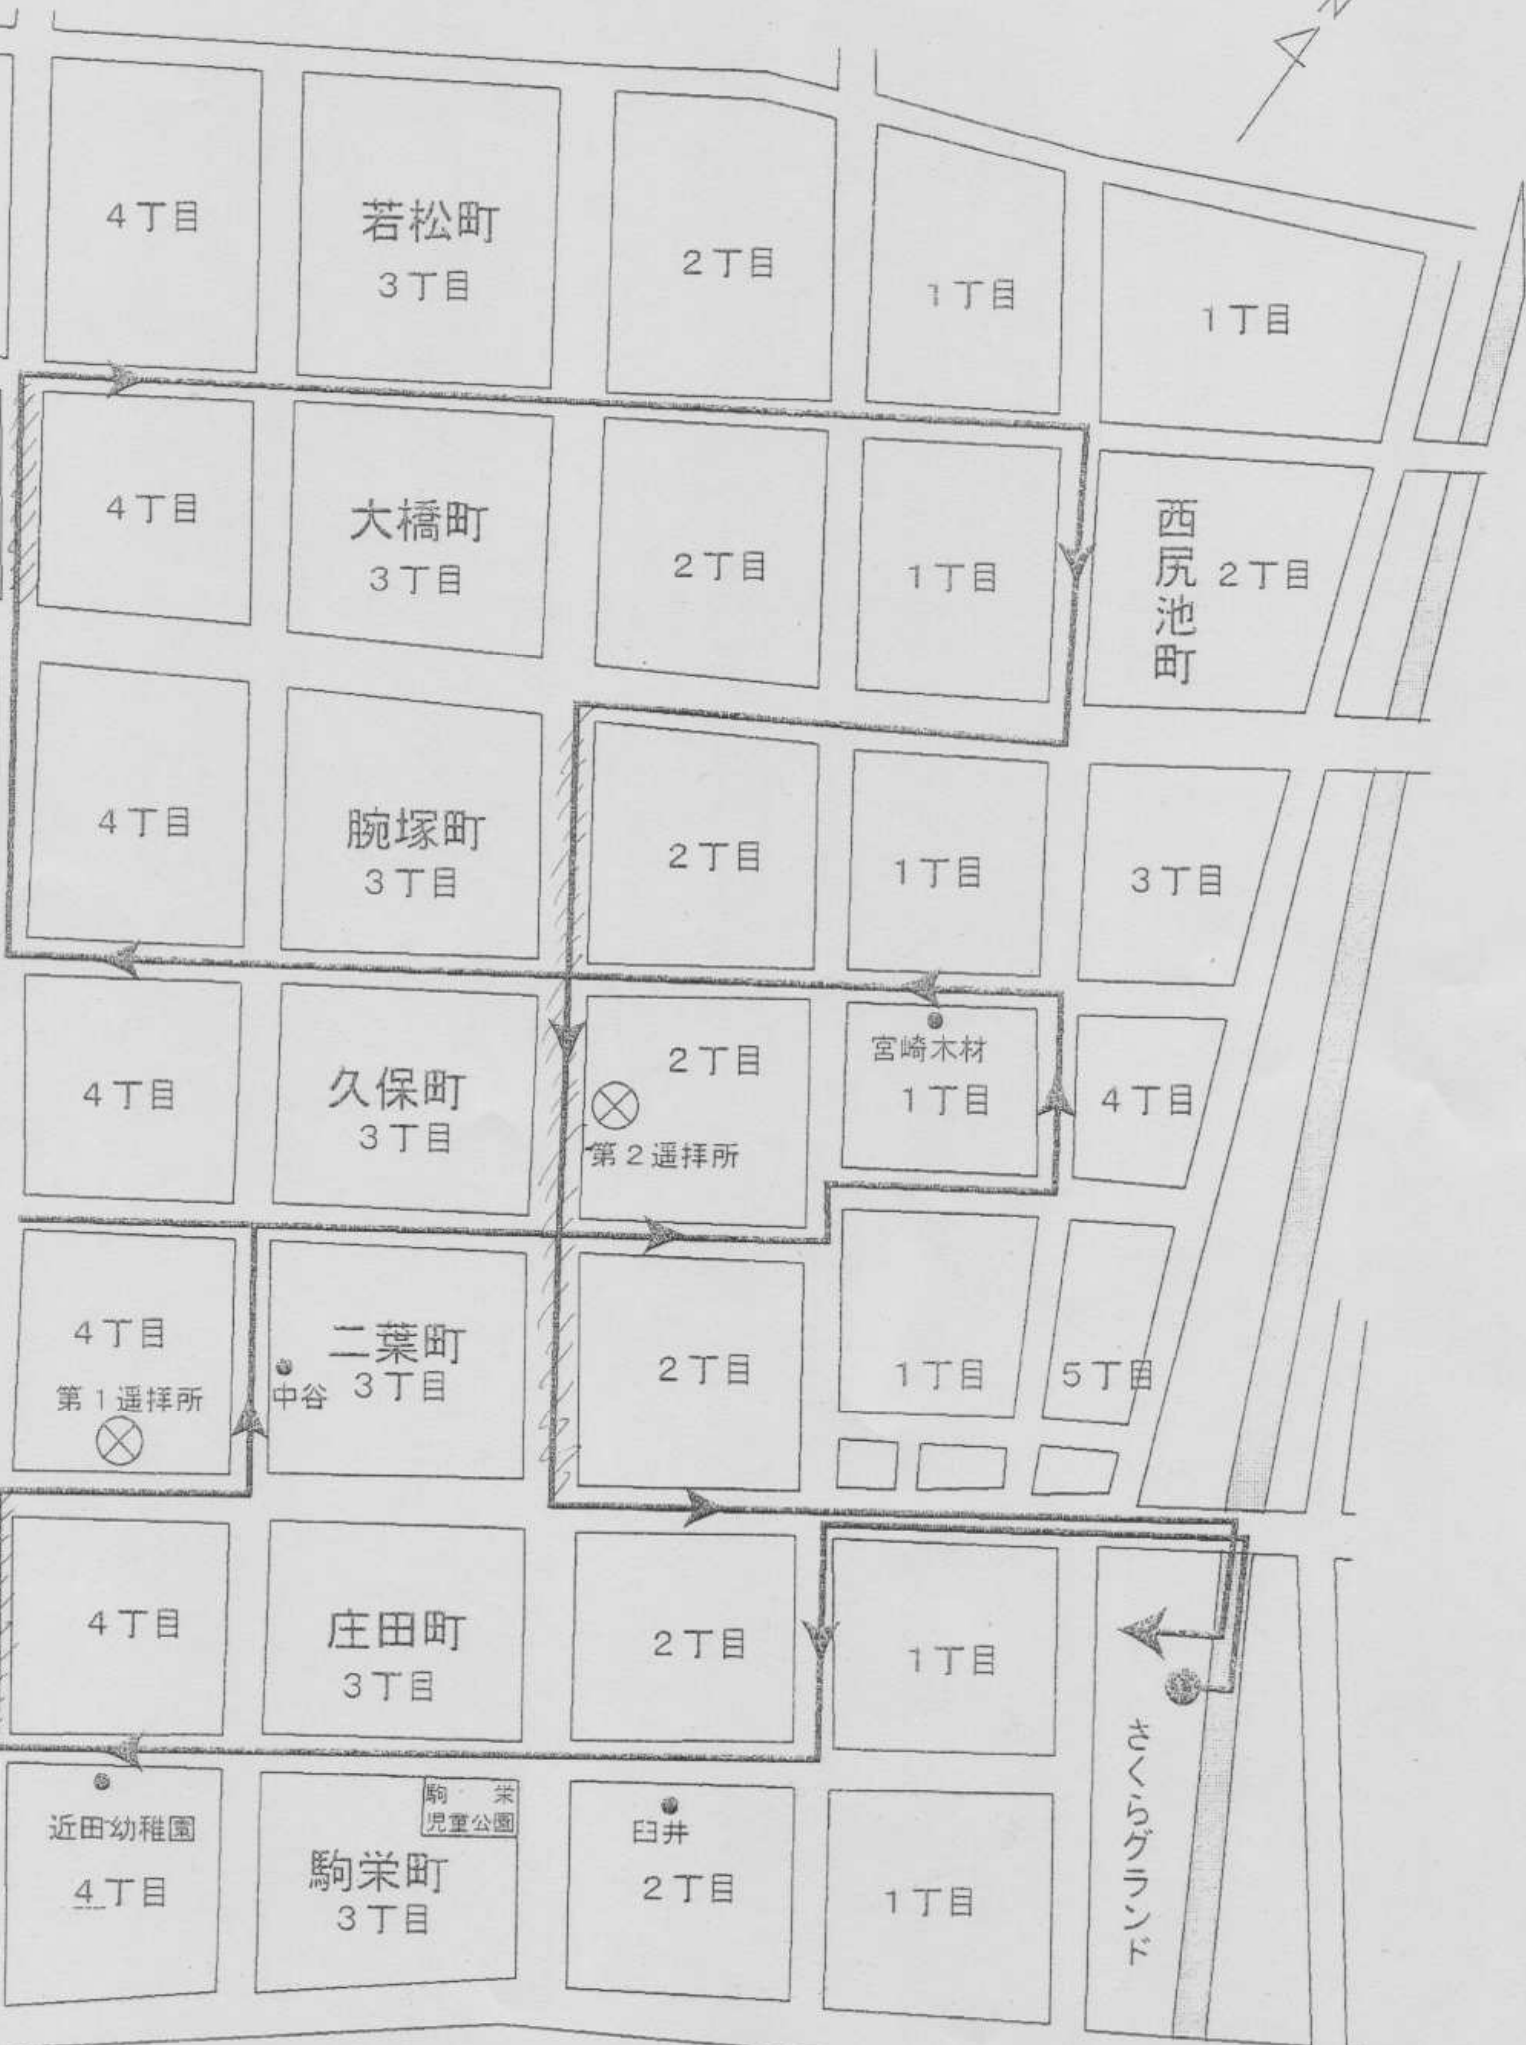 N
4丁目
若松町
3丁目
2丁目
1丁目
1丁目
4丁目
大橋町
3丁目
2丁目
1丁目
西尻池町
2丁目
4丁目
腕塚町
3丁目
2丁目
1丁目
3丁目
4丁目
久保町
3丁目
2丁目
第2遥拝所
宮崎木材
1丁目
4丁目
4丁目
第1遥拝所
中谷
二葉町
3丁目
2丁目
1丁目
5丁目
4丁目
庄田町
3丁目
2丁目
1丁目
さくらグランド
近田幼稚園
4丁目
駒栄
児童公園
駒栄町
3丁目
臼井
2丁目
1丁目